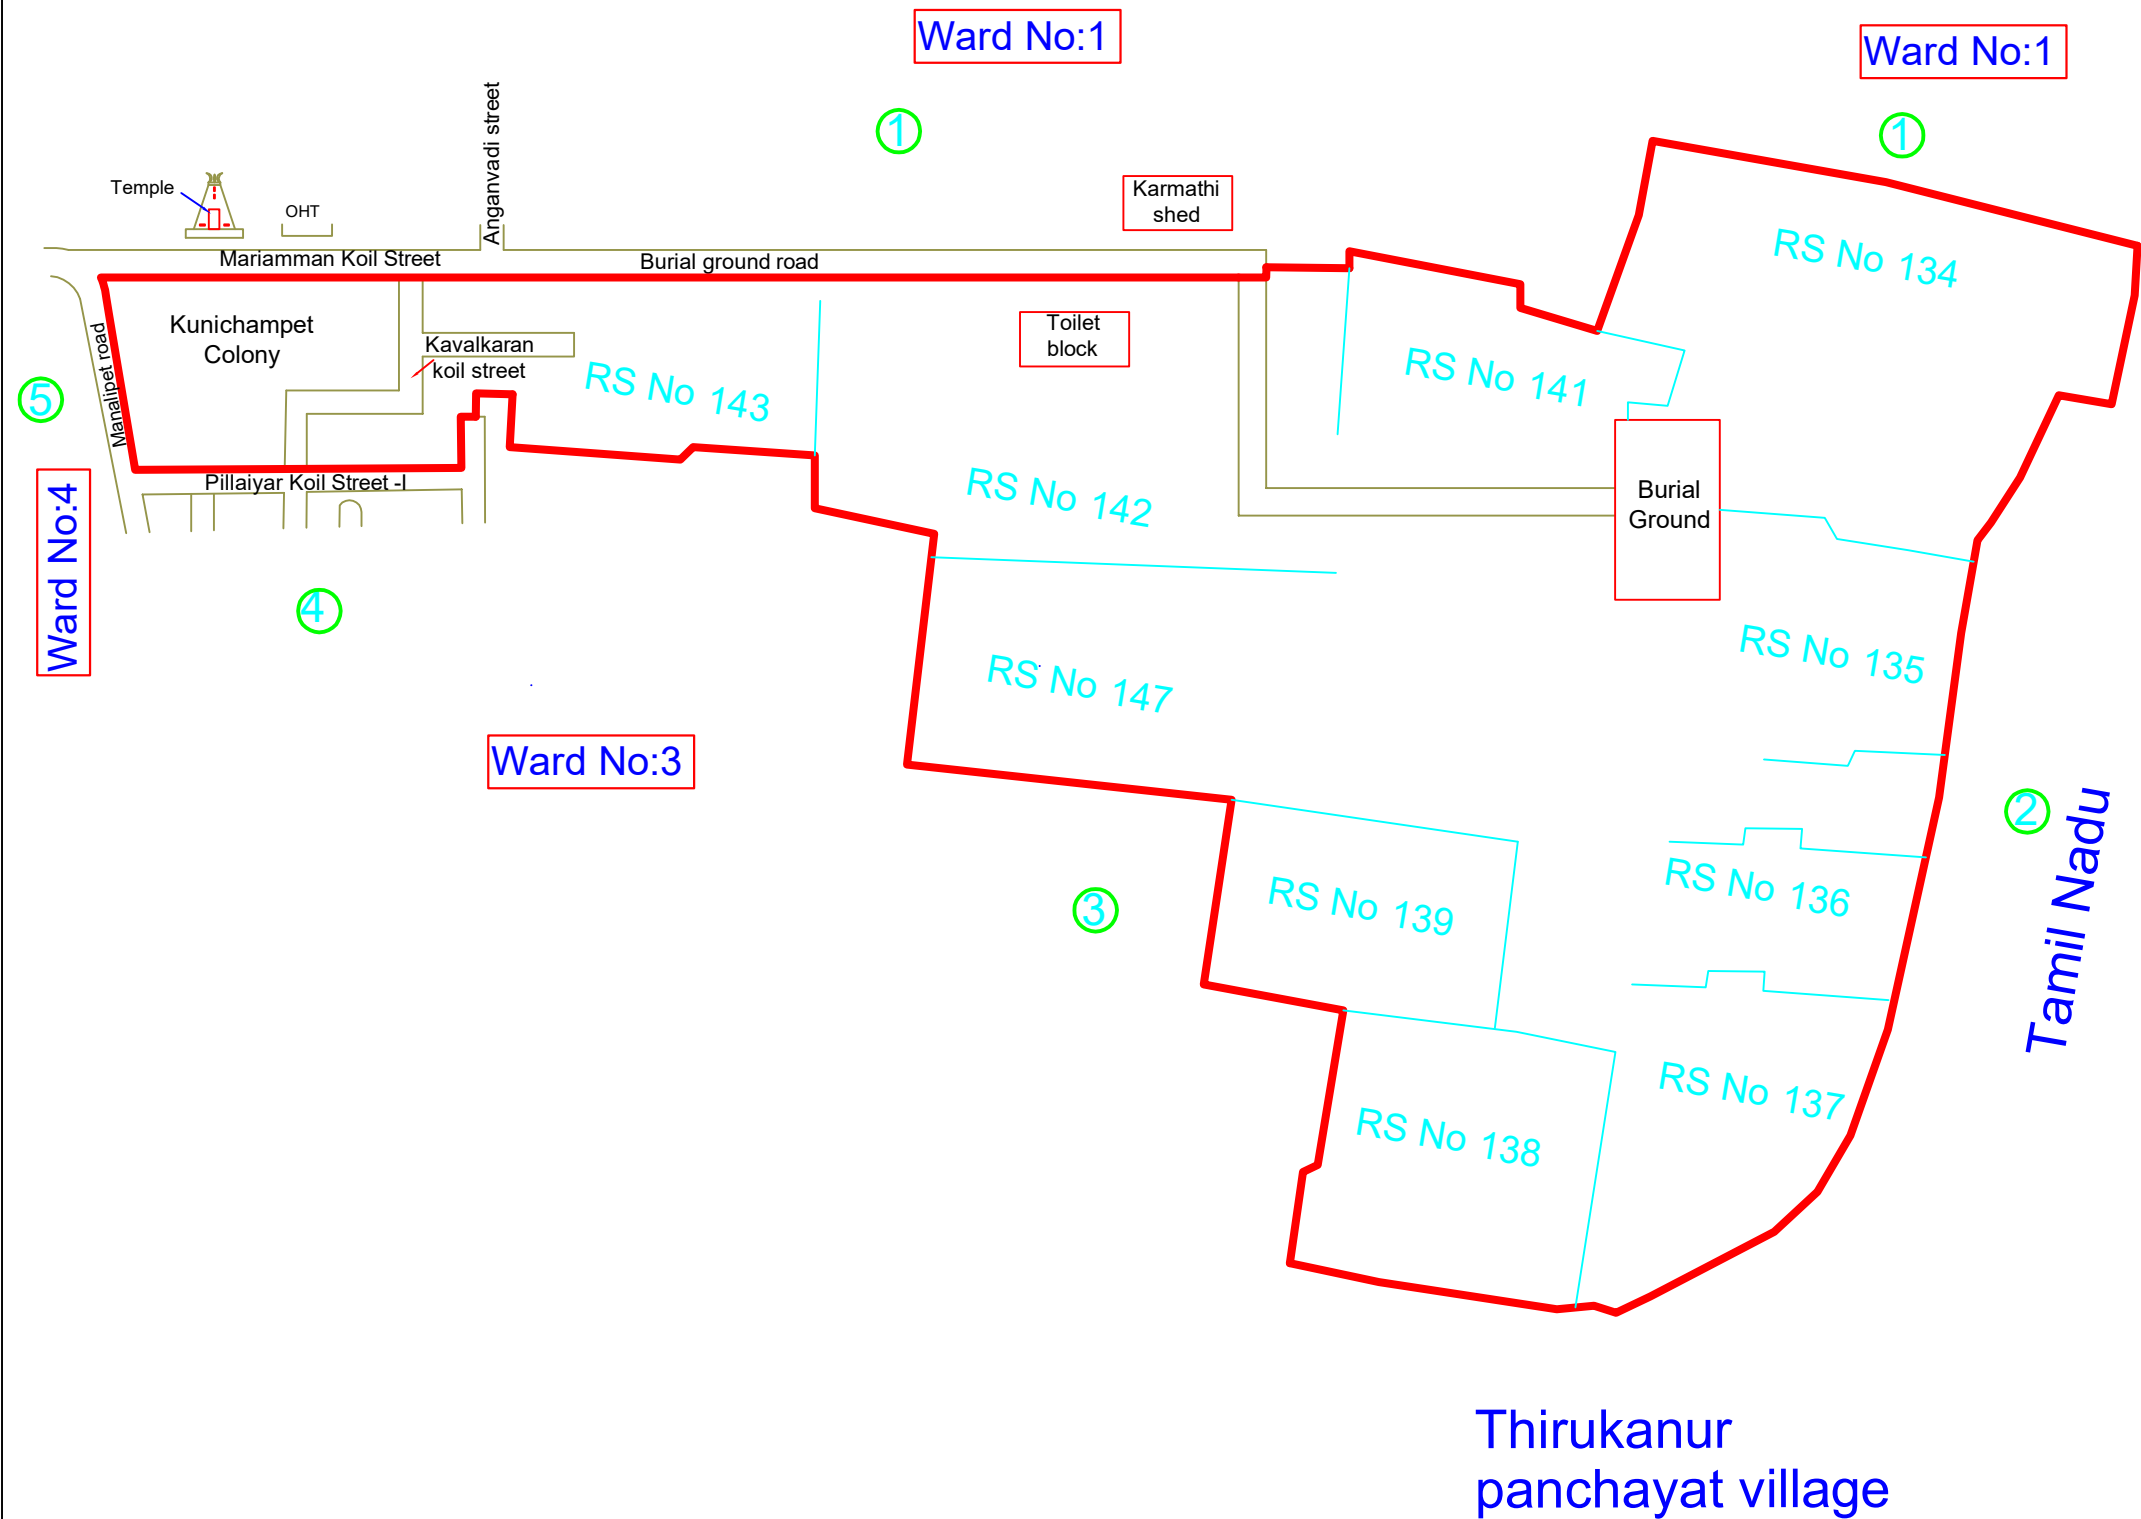 Ward No:1
Ward No:1
1
1
Anganvadi street
Temple
OHT
Karmathi
shed
Mariamman Koil Street
Burial ground road
RS No 134
Kunichampet
Colony
Toilet
block
Kavalkaran
koil street
RS No 143
RS No 141
Manalipet road
5
Pillaiyar Koil Street -I
RS No 142
Burial
Ground
Ward No:4
4
RS No 135
RS No 147
Ward No:3
2
Tamil Nadu
RS No 139
3
RS No 136
RS No 137
RS No 138
Thirukanur
panchayat village